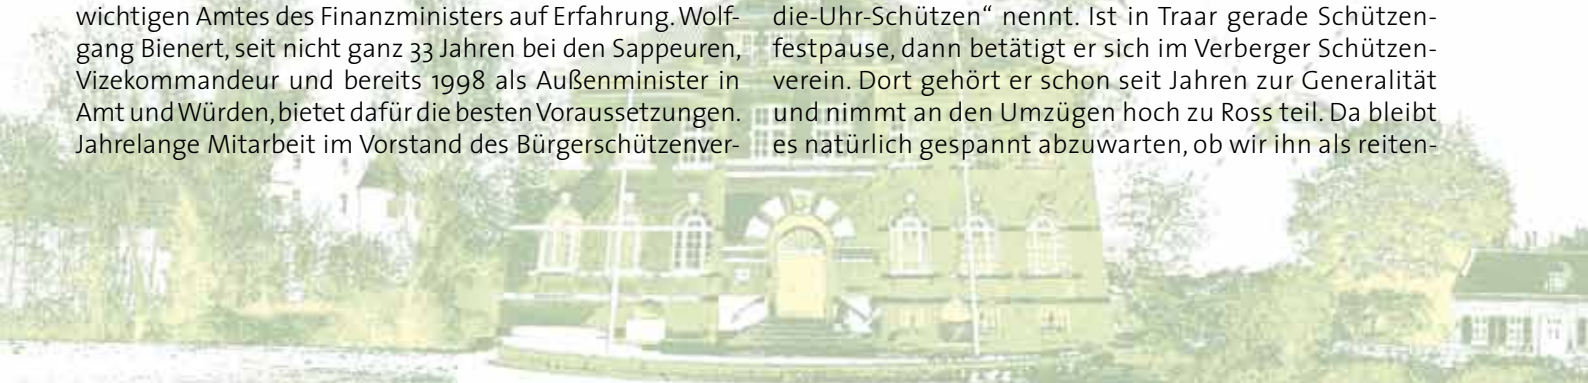 wichtigen Amtes des Finanzministers auf Erfahrung. Wolf-
gang Bienert, seit nicht ganz 33 Jahren bei den Sappeuren,
Vizekommandeur und bereits 1998 als Außenminister in
Amt und Würden, bietet dafür die besten Voraussetzungen.
Jahrelange Mitarbeit im Vorstand des Bürgerschützenver-
die-Uhr-Schützen“ nennt. Ist in Traar gerade Schützen-
festpause, dann betätigt er sich im Verberger Schützen-
verein. Dort gehört er schon seit Jahren zur Generalität
und nimmt an den Umzügen hoch zu Ross teil. Da bleibt
es natürlich gespannt abzuwarten, ob wir ihn als reiten-